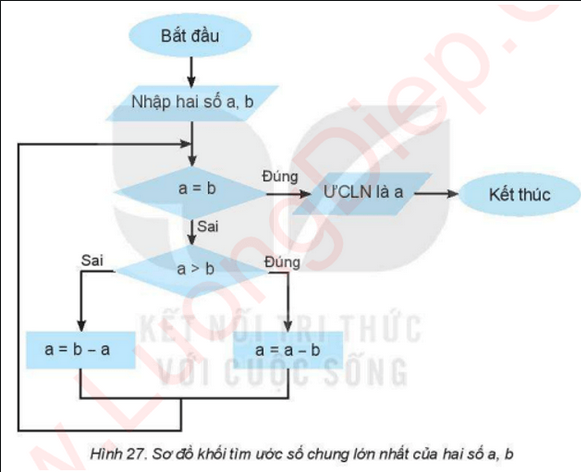 Bắt đầu
Nhập hai số a, b
a = b
Đúng
ƯCLN là a
Kết thúc
Sai
a > b
Sai
Đúng
a = b – a
a = a – b
KẾT NỐI TRI THỨC
VỚI CUỘC SỐNG
w.LuongDiep.c
Hình 27. Sơ đồ khối tìm ước số chung lớn nhất của hai số a, b